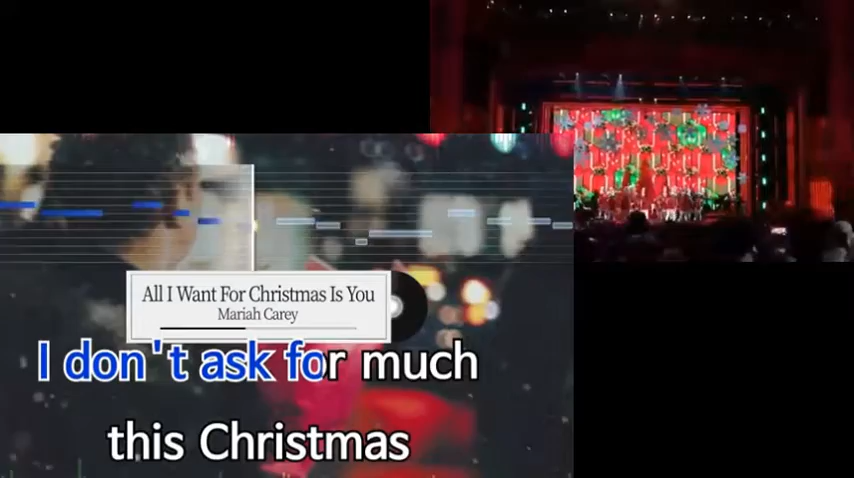 All I Want For Christmas Is You
Mariah Carey
I don't ask for much
this Christmas